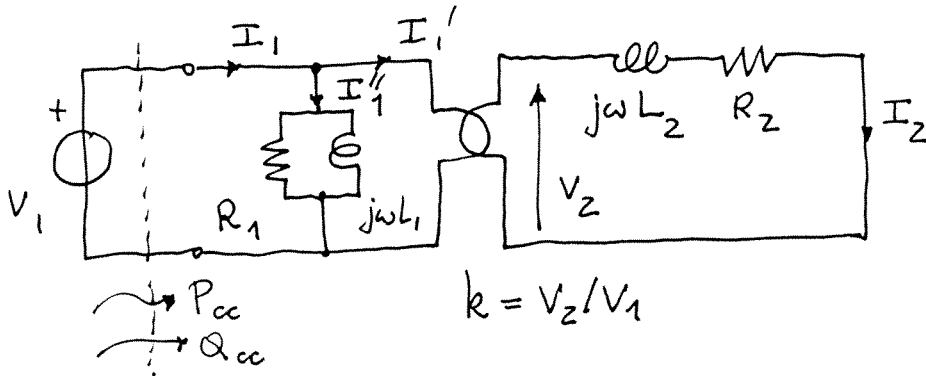 I₁
I₁'
I₁''
+
V₁
R₁
jωL₁
V₂
jωL₂
R₂
I₂
Pcc
Qcc
k = V₂/V₁